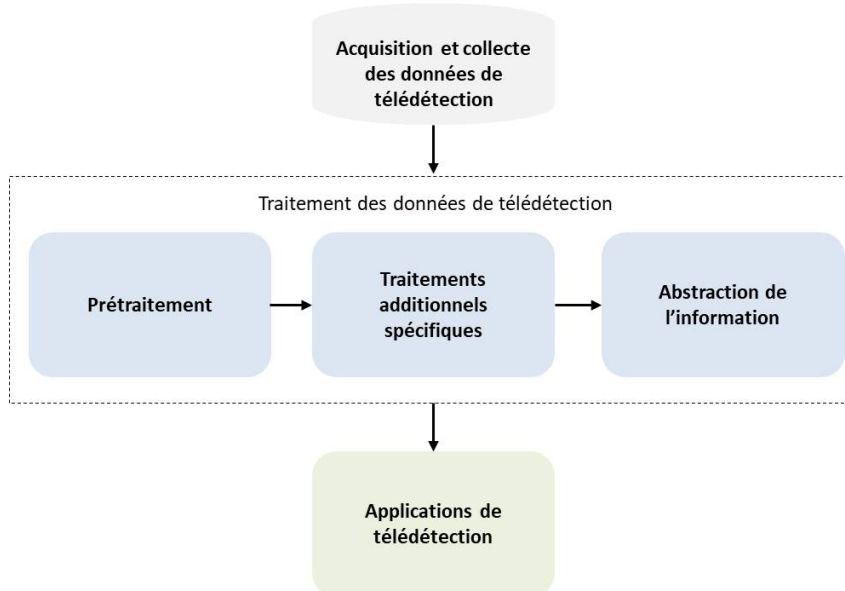 Acquisition et collecte
des données de
télédétection
Traitement des données de télédétection
Prétraitement
Traitements
additionnels
spécifiques
Abstraction de
l’information
Applications de
télédétection